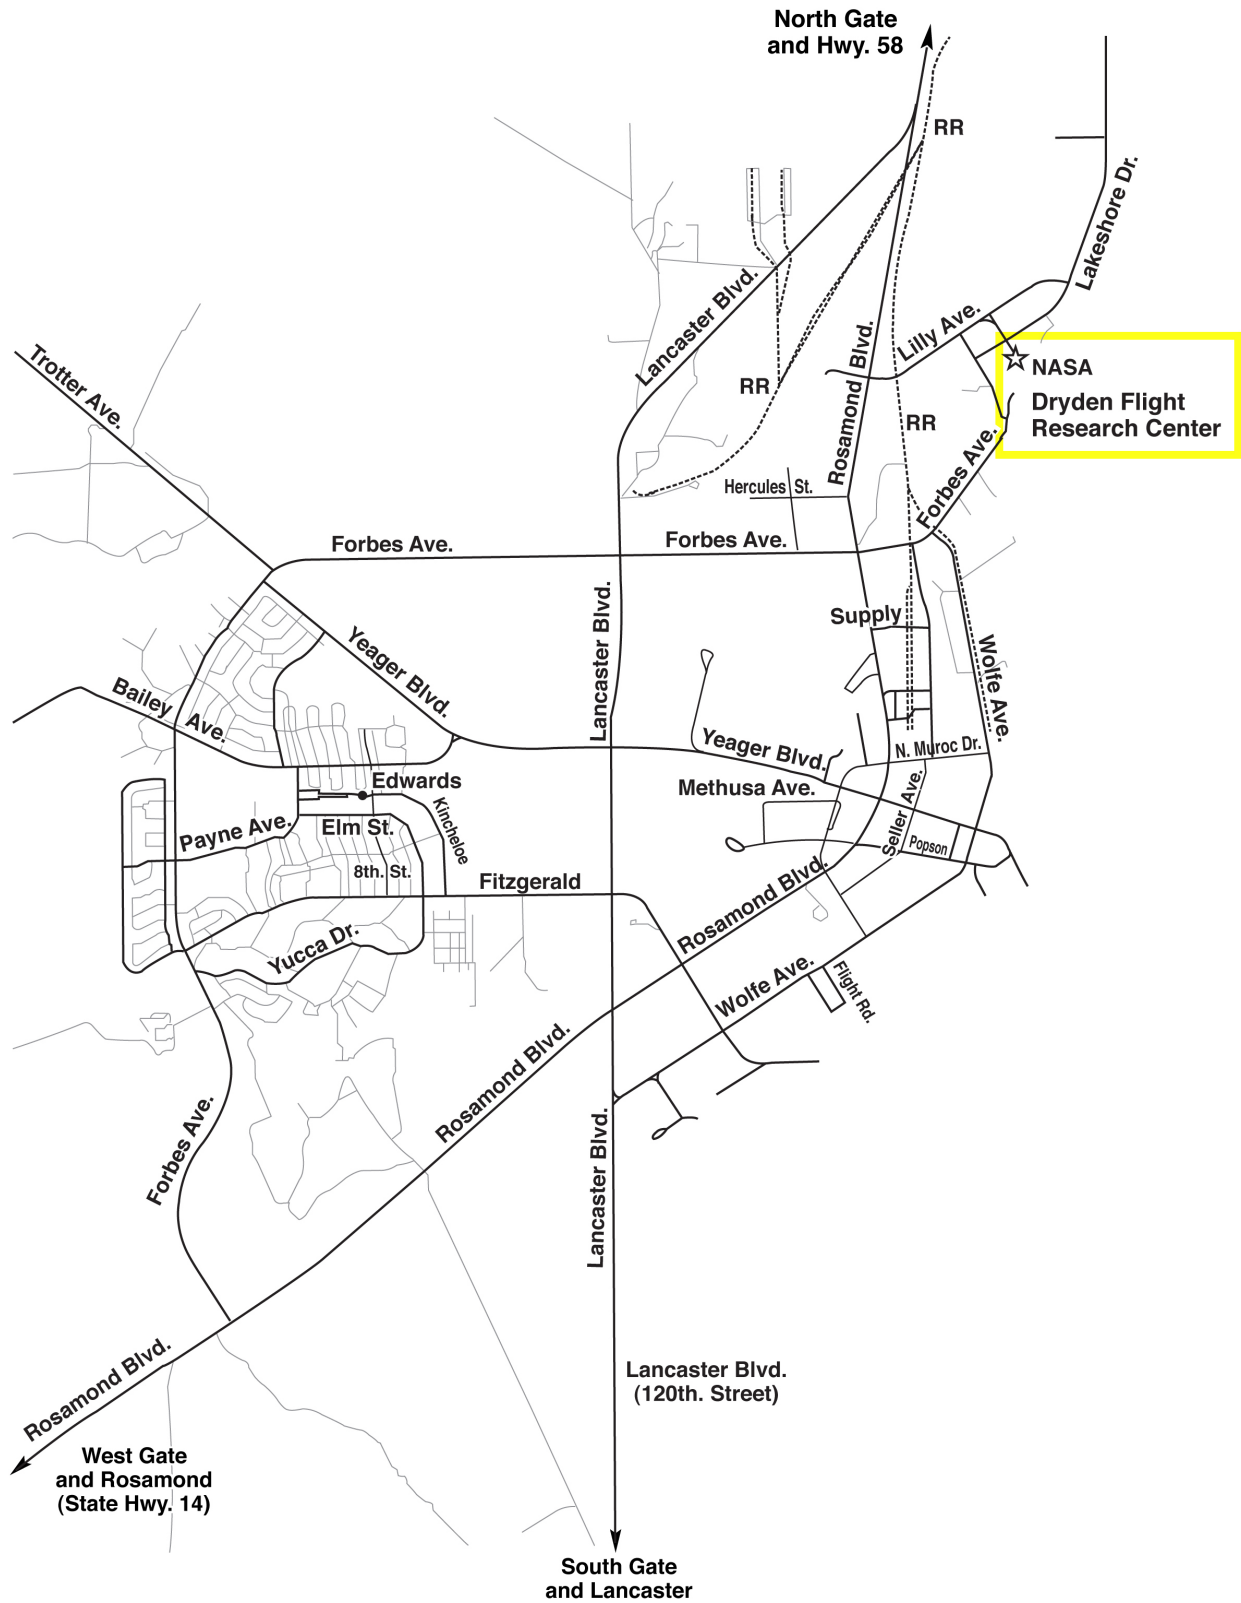 North Gate
and Hwy. 58
RR
Lakeshore Dr.
Lancaster Blvd.
Lilly Ave.
Trotter Ave.
RR
Rosamond Blvd.
NASA
Dryden Flight
Research Center
RR
Forbes Ave.
Hercules St.
Forbes Ave.
Forbes Ave.
Lancaster Blvd.
Supply
Yeager Blvd.
Wolfe Ave.
Bailey Ave.
Yeager Blvd.
N. Muroc Dr.
Edwards
Methusa Ave.
Kincheloe
Seller Ave.
Payne Ave.
Elm St.
Popson
8th. St.
Fitzgerald
Rosamond Blvd.
Yucca Dr.
Wolfe Ave.
Flight Rd.
Rosamond Blvd.
Forbes Ave.
Lancaster Blvd.
Rosamond Blvd.
Lancaster Blvd.
(120th. Street)
West Gate
and Rosamond
(State Hwy. 14)
South Gate
and Lancaster